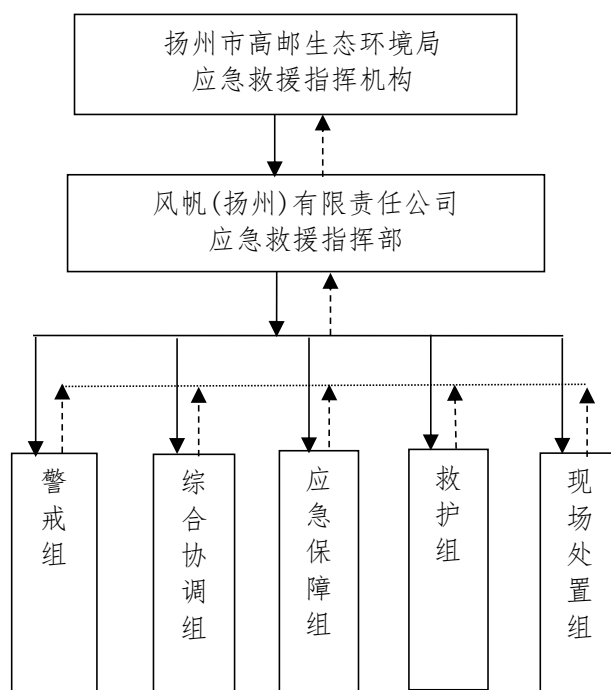 扬州市高邮生态环境局
应急救援指挥机构
风帆(扬州)有限责任公司
应急救援指挥部
警戒组
综合协调组
应急保障组
救护组
现场处置组